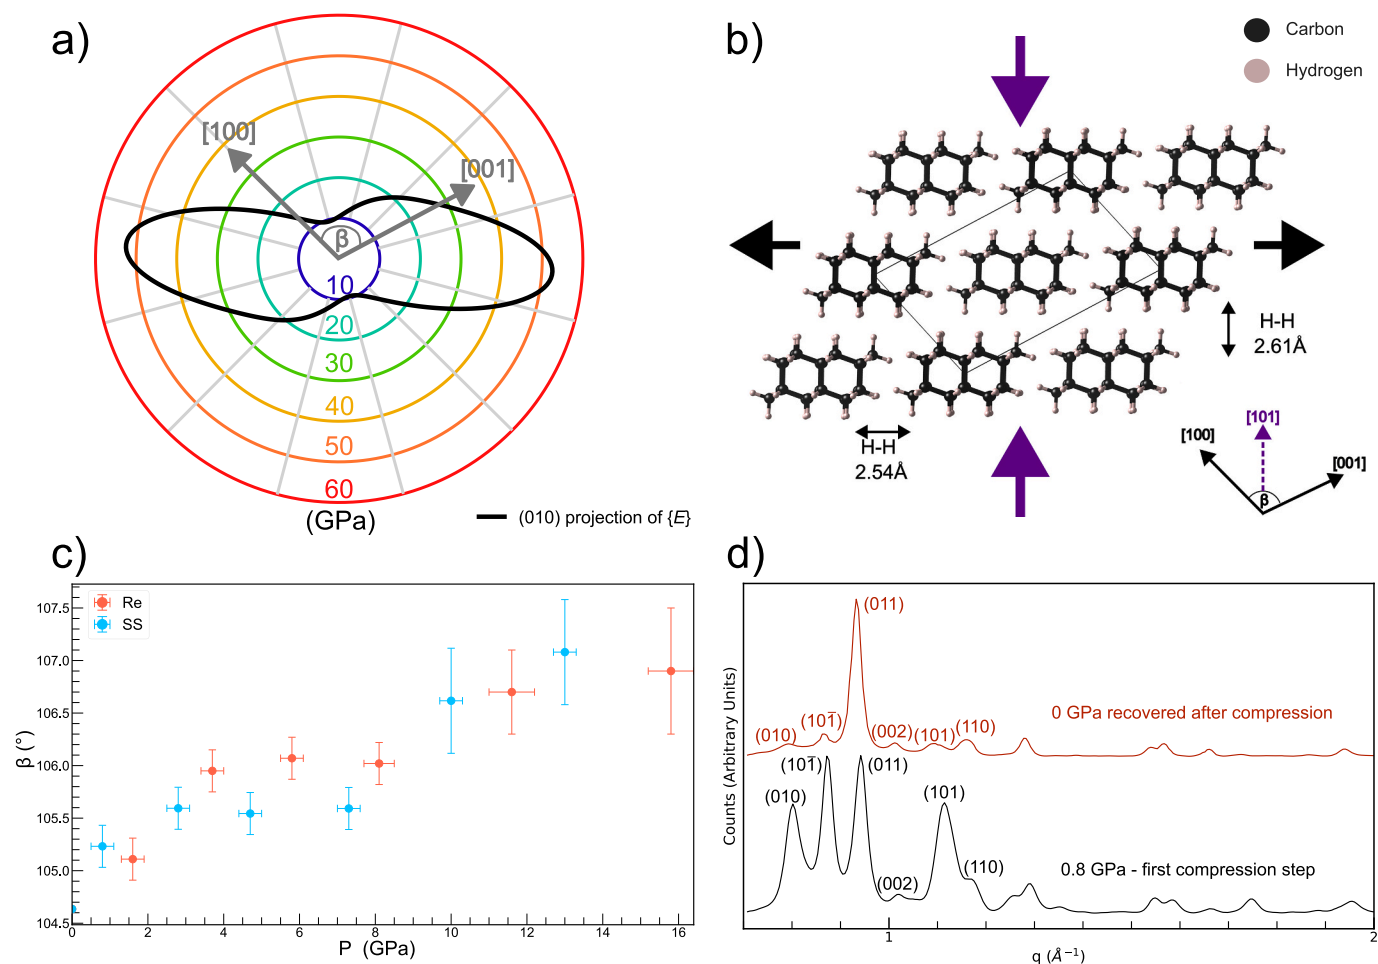 a)
[100]
[001]
β
10
20
30
40
50
60
(GPa)
(010) projection of {E}
b)
Carbon
Hydrogen
H-H
2.61Å
H-H
2.54Å
[101]
[100]
[001]
β
c)
Re
SS
107.5
107.0
106.5
106.0
105.5
105.0
104.5
β (°)
0 2 4 6 8 10 12 14 16
P (GPa)
d)
(011)
(010) (101̅) (002) (101) (110)
0 GPa recovered after compression
(010) (101̅) (011) (002) (101) (110)
0.8 GPa - first compression step
Counts (Arbitrary Units)
1 2
q (Å⁻¹)